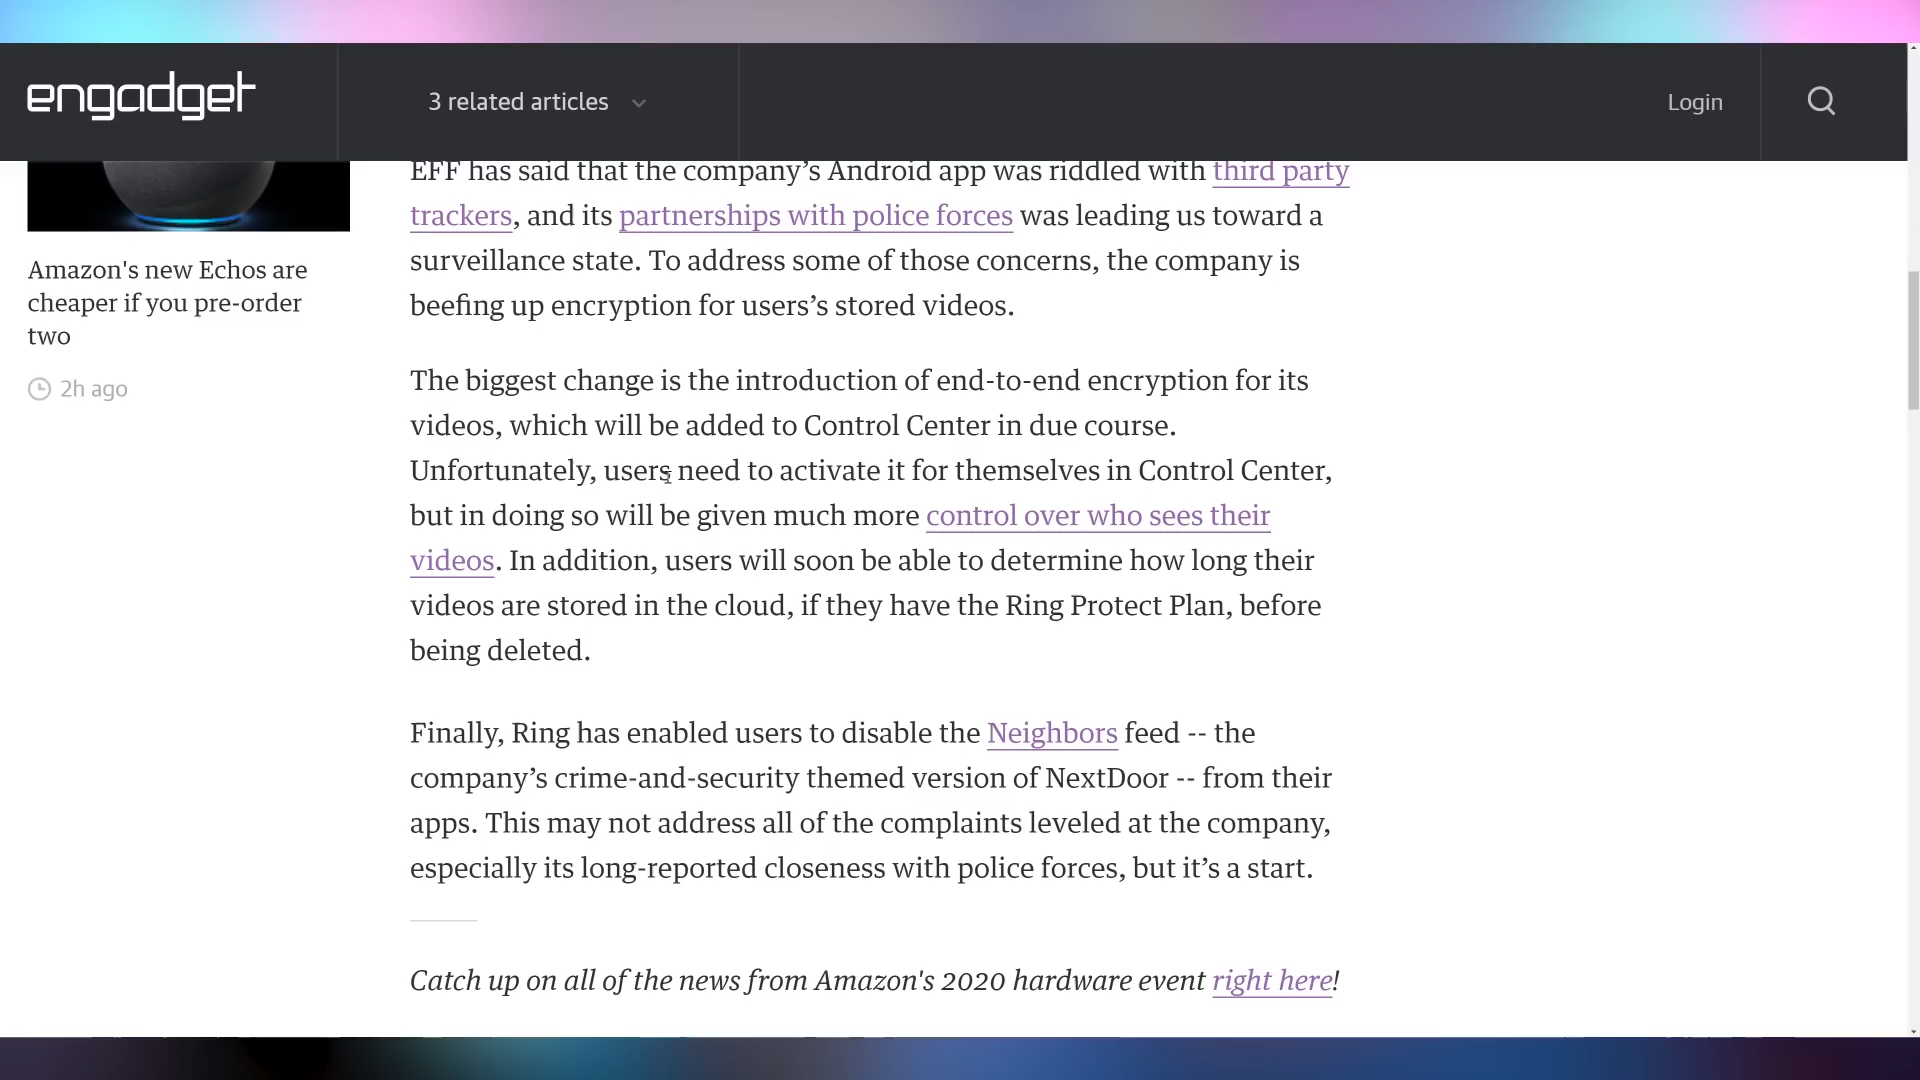 engadget
3 related articles
Login
Amazon's new Echos are
cheaper if you pre-order
two
2h ago
EFF has said that the company’s Android app was riddled with third party
trackers, and its partnerships with police forces was leading us toward a
surveillance state. To address some of those concerns, the company is
beefing up encryption for users’s stored videos.
The biggest change is the introduction of end-to-end encryption for its
videos, which will be added to Control Center in due course.
Unfortunately, users need to activate it for themselves in Control Center,
but in doing so will be given much more control over who sees their
videos. In addition, users will soon be able to determine how long their
videos are stored in the cloud, if they have the Ring Protect Plan, before
being deleted.
Finally, Ring has enabled users to disable the Neighbors feed -- the
company’s crime-and-security themed version of NextDoor -- from their
apps. This may not address all of the complaints leveled at the company,
especially its long-reported closeness with police forces, but it’s a start.
Catch up on all of the news from Amazon's 2020 hardware event right here!